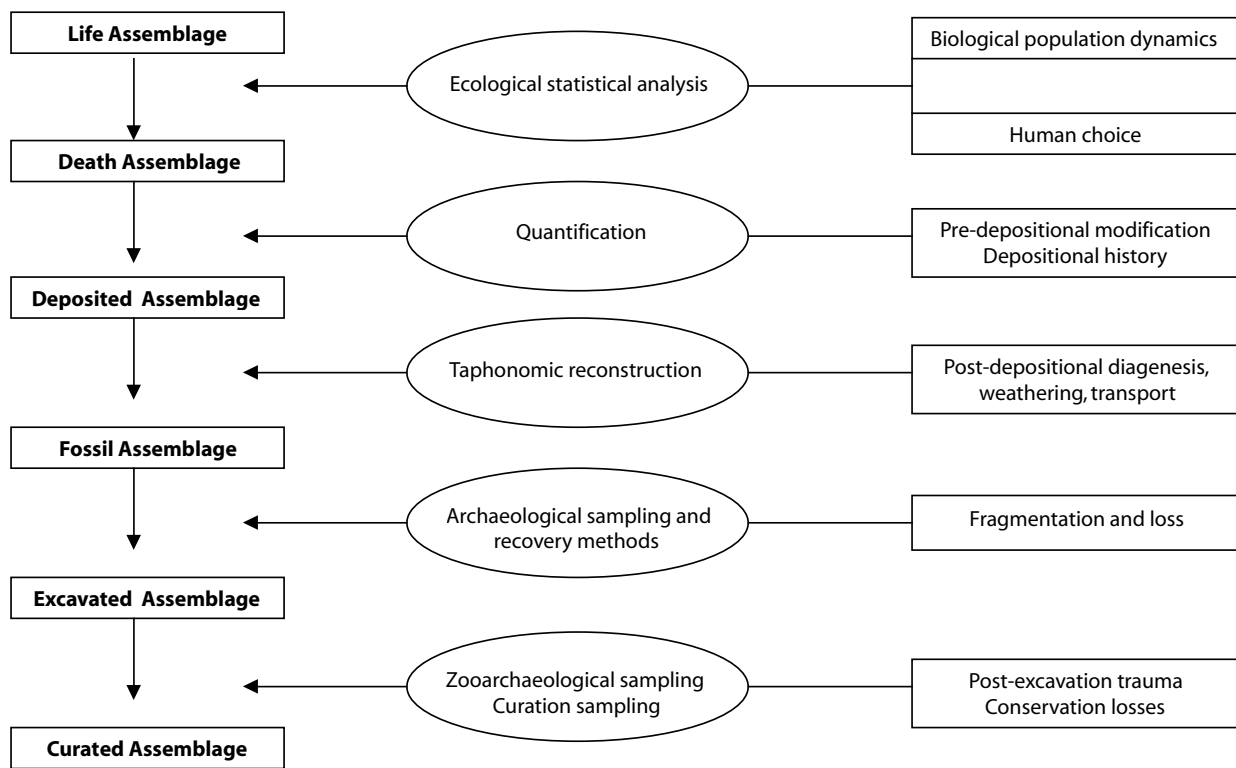 Life Assemblage
Ecological statistical analysis
Biological population dynamics
Human choice
Death Assemblage
Quantification
Pre-depositional modification
Depositional history
Deposited Assemblage
Taphonomic reconstruction
Post-depositional diagenesis,
weathering, transport
Fossil Assemblage
Archaeological sampling and
recovery methods
Fragmentation and loss
Excavated Assemblage
Zooarchaeological sampling
Curation sampling
Post-excavation trauma
Conservation losses
Curated Assemblage